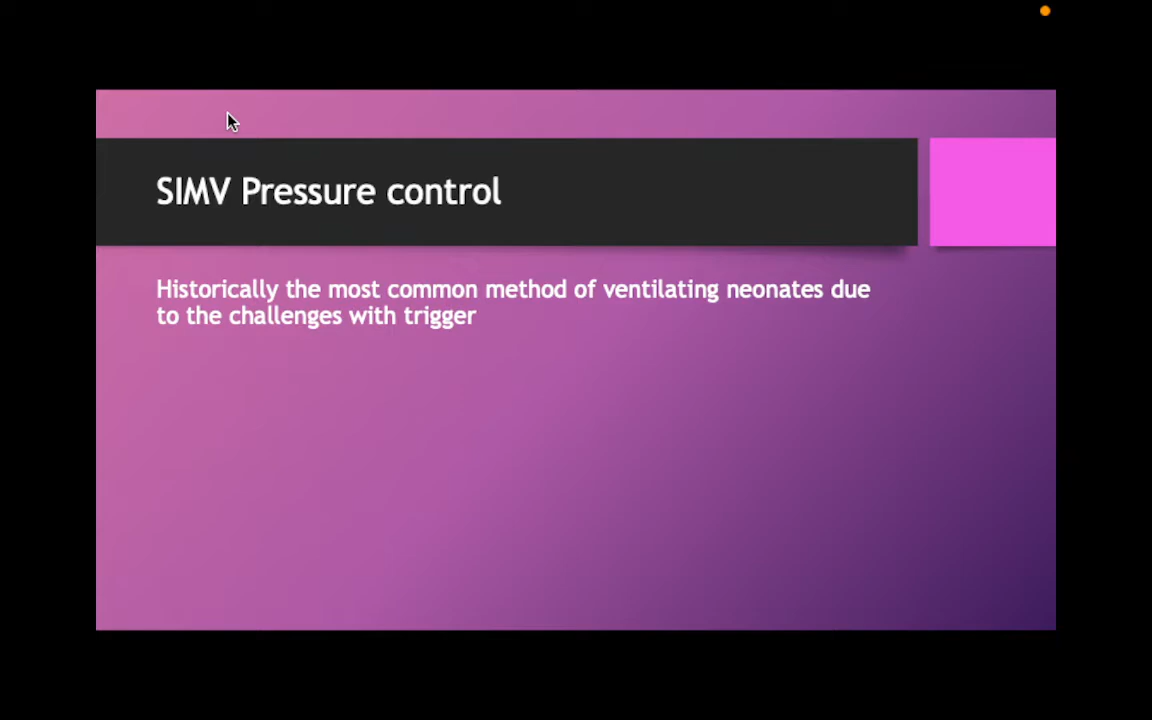 SIMV Pressure control
Historically the most common method of ventilating neonates due
to the challenges with trigger